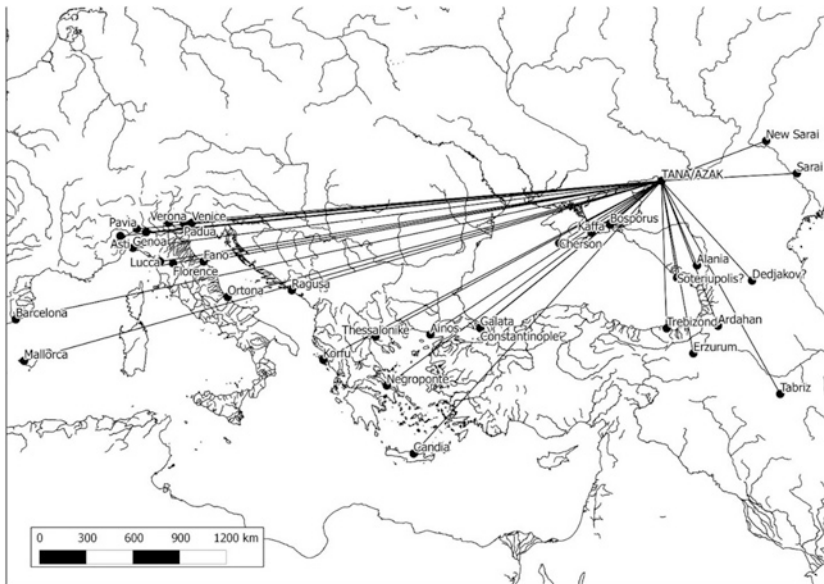 New Sarai
Sarai
TANA/AZAK
Verona
Venice
Pavia
Padua
Asti
Genoa
Bosporus
Kaffa
Cherson
Lucca
Fano
Florence
Alania
Soteriupolis?
Dedjakov?
Ortona
Ragusa
Barcelona
Thessalonike
Ainos
Galata
Constantinople
Trebizond
Ardahan
Mallorca
Korfu
Erzurum
Negroponte
Tabriz
Candia
0 300 600 900 1200 km